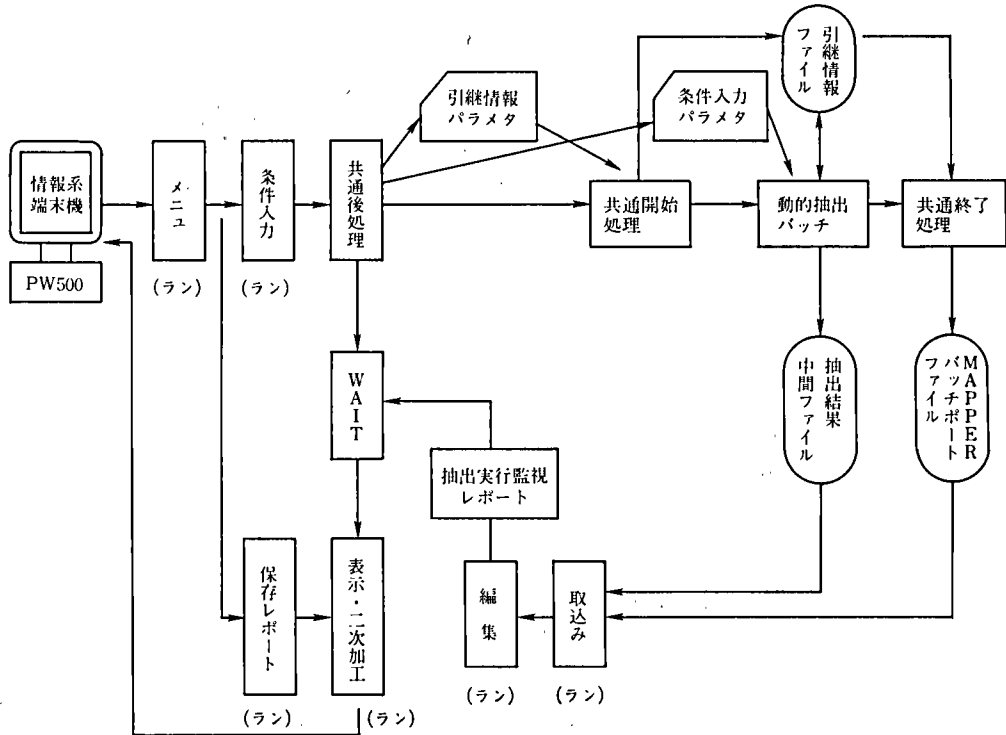 引継情報
ファイル
引継情報
パラメタ
条件入力
パラメタ
情報系
端末機
PW500
メニュ
(ラン)
条件入力
(ラン)
共通後処理
共通開始
処理
動的抽出
バッチ
共通終了
処理
WAIT
抽出結果
中間ファイル
MAPPER
バッチポート
ファイル
抽出実行監視
レポート
保存レポート
(ラン)
表示・二次加工
(ラン)
編集
(ラン)
取込み
(ラン)